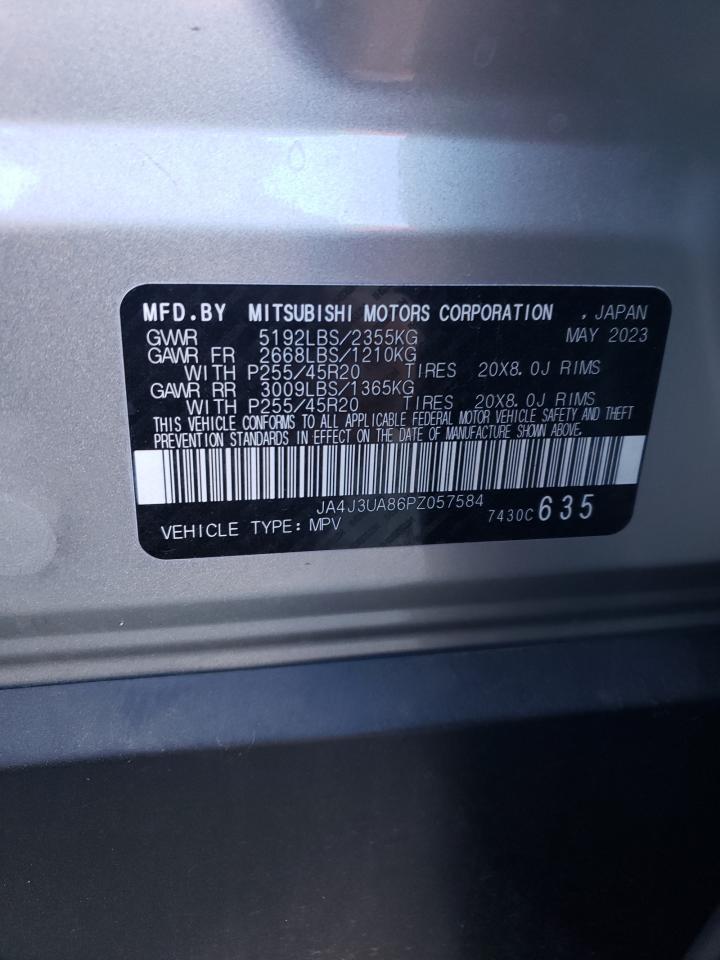 MFD.BY MITSUBISHI MOTORS CORPORATION , JAPAN
GVWR 5192LBS/2355KG MAY 2023
GAWR FR 2668LBS/1210KG
WITH P255/45R20 TIRES 20X8.0J RIMS
GAWR RR 3009LBS/1365KG
WITH P255/45R20 TIRES 20X8.0J RIMS
THIS VEHICLE CONFORMS TO ALL APPLICABLE FEDERAL MOTOR VEHICLE SAFETY AND THEFT
PREVENTION STANDARDS IN EFFECT ON THE DATE OF MANUFACTURE SHOWN ABOVE.
JA4J3UA86PZ057584
VEHICLE TYPE: MPV 7430C 635